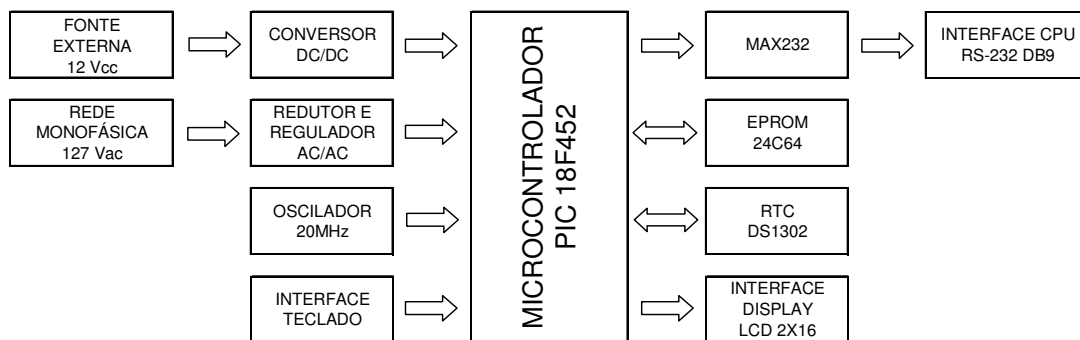 FONTE
EXTERNA
12 Vcc
CONVERSOR
DC/DC
MAX232
INTERFACE CPU
RS-232 DB9
REDE
MONOFÁSICA
127 Vac
REDUTOR E
REGULADOR
AC/AC
EPROM
24C64
OSCILADOR
20MHz
RTC
DS1302
INTERFACE
TECLADO
INTERFACE
DISPLAY
LCD 2X16
MICROCONTROLADOR
PIC 18F452